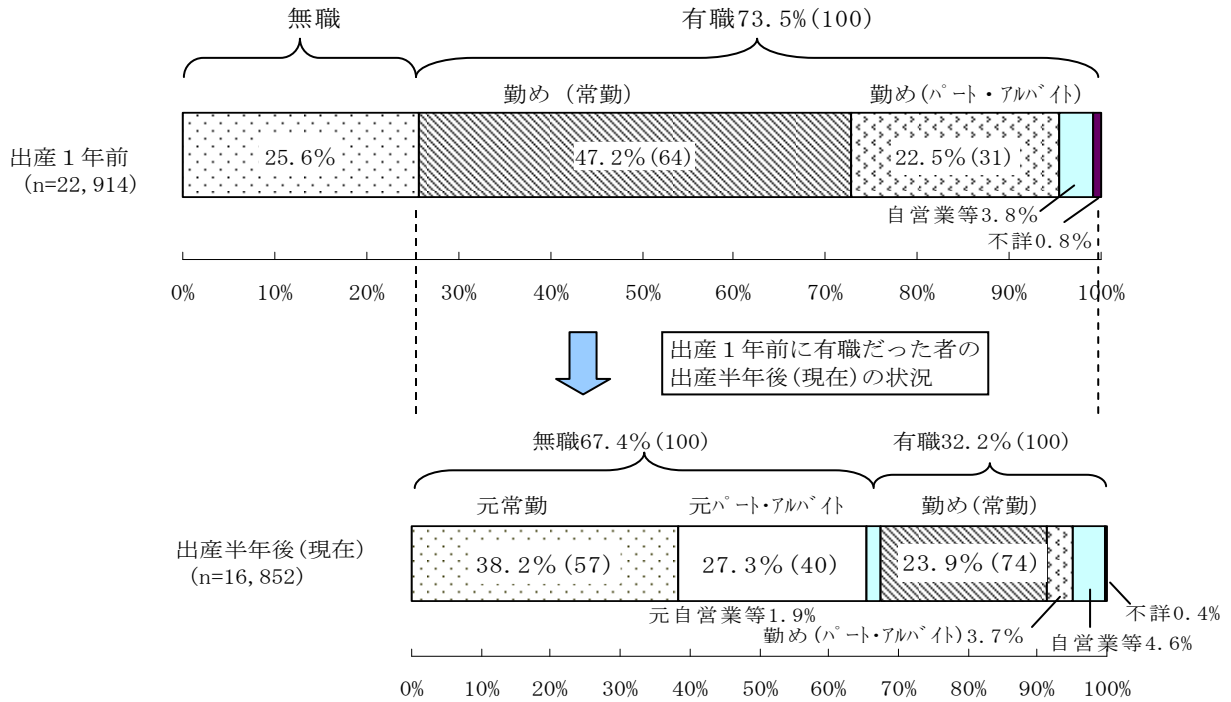 無職
有職73.5%(100)
勤め (常勤)
勤め(ﾊﾟｰﾄ・ｱﾙﾊﾞｲﾄ)
出産1年前
(n=22,914)
25.6%
47.2%(64)
22.5%(31)
自営業等3.8%
不詳0.8%
0% 10% 20% 30% 40% 50% 60% 70% 80% 90% 100%
出産1年前に有職だった者の
出産半年後(現在)の状況
無職67.4%(100)
有職32.2%(100)
元常勤
元ﾊﾟｰﾄ・ｱﾙﾊﾞｲﾄ
勤め(常勤)
出産半年後(現在)
(n=16,852)
38.2%(57)
27.3%(40)
23.9%(74)
不詳0.4%
元自営業等1.9%
勤め(ﾊﾟｰﾄ・ｱﾙﾊﾞｲﾄ)3.7%
自営業等4.6%
0% 10% 20% 30% 40% 50% 60% 70% 80% 90% 100%